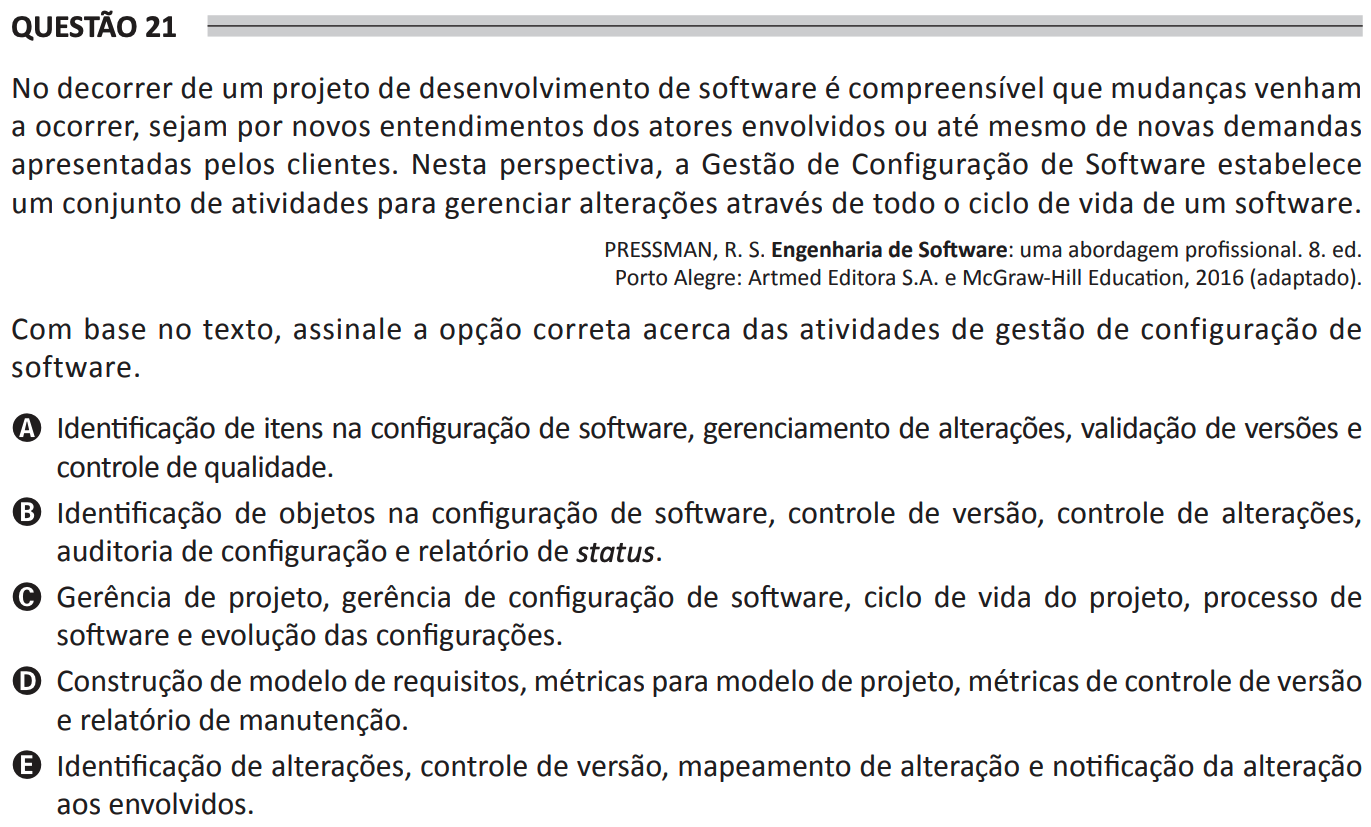 QUESTÃO 21
No decorrer de um projeto de desenvolvimento de software é compreensível que mudanças venham
a ocorrer, sejam por novos entendimentos dos atores envolvidos ou até mesmo de novas demandas
apresentadas pelos clientes. Nesta perspectiva, a Gestão de Configuração de Software estabelece
um conjunto de atividades para gerenciar alterações através de todo o ciclo de vida de um software.
PRESSMAN, R. S. Engenharia de Software: uma abordagem profissional. 8. ed.
Porto Alegre: Artmed Editora S.A. e McGraw-Hill Education, 2016 (adaptado).
Com base no texto, assinale a opção correta acerca das atividades de gestão de configuração de
software.
A Identificação de itens na configuração de software, gerenciamento de alterações, validação de versões e
controle de qualidade.
B Identificação de objetos na configuração de software, controle de versão, controle de alterações,
auditoria de configuração e relatório de status.
C Gerência de projeto, gerência de configuração de software, ciclo de vida do projeto, processo de
software e evolução das configurações.
D Construção de modelo de requisitos, métricas para modelo de projeto, métricas de controle de versão
e relatório de manutenção.
E Identificação de alterações, controle de versão, mapeamento de alteração e notificação da alteração
aos envolvidos.